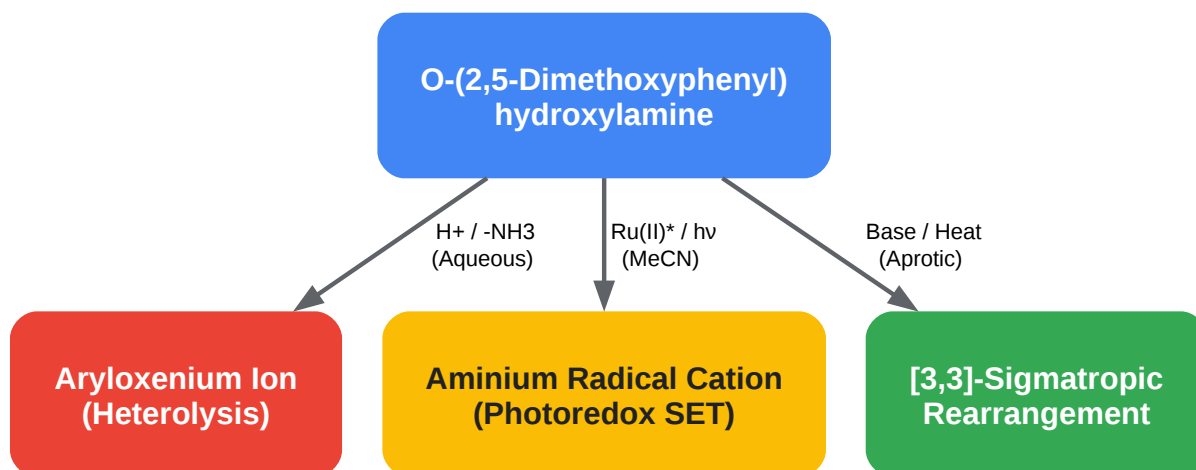 O-(2,5-Dimethoxyphenyl)
hydroxylamine
H+ / -NH3
(Aqueous)
Ru(II)* / hν
(MeCN)
Base / Heat
(Aprotic)
Aryloxenium Ion
(Heterolysis)
Aminium Radical Cation
(Photoredox SET)
[3,3]-Sigmatropic
Rearrangement